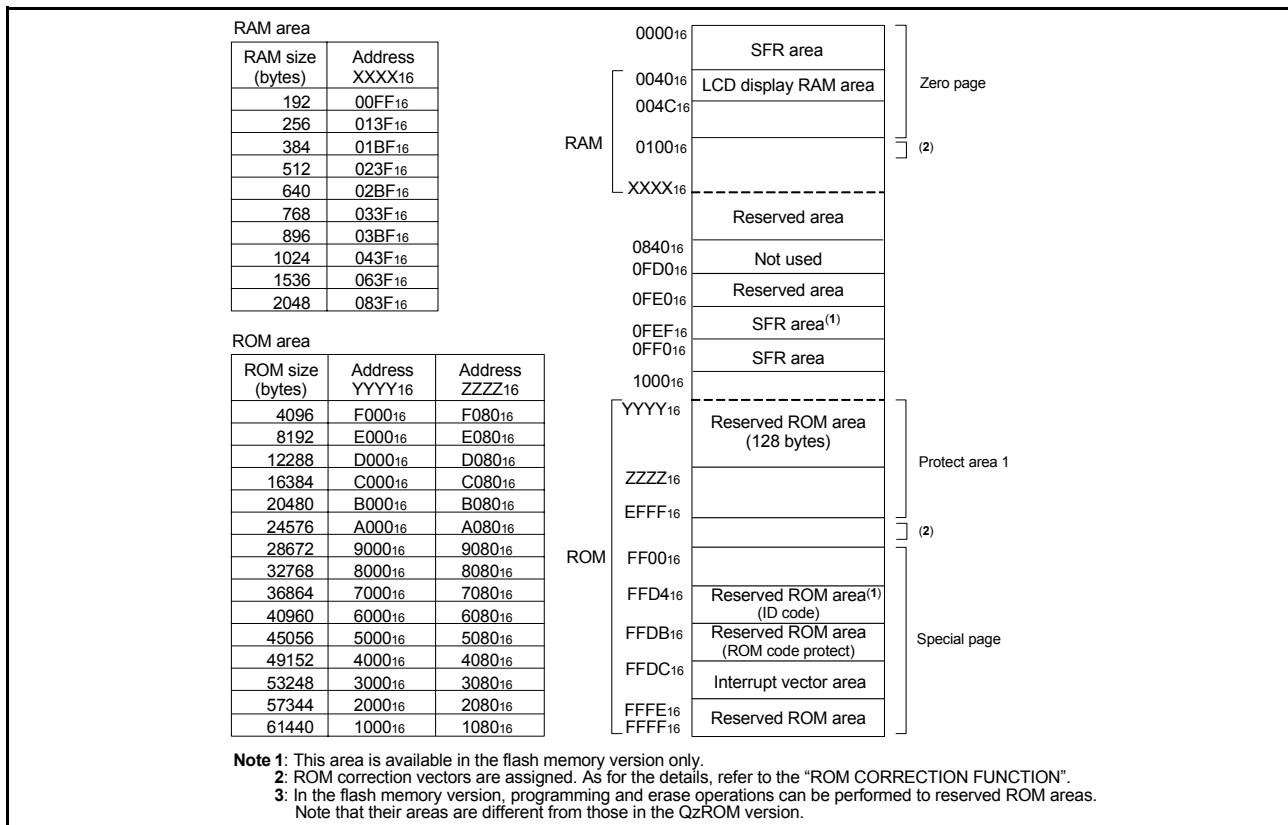 RAM area
RAM size (bytes) Address XXXX16
192 00FF16
256 013F16
384 01BF16
512 023F16
640 02BF16
768 033F16
896 03BF16
1024 043F16
1536 063F16
2048 083F16
ROM area
ROM size (bytes) Address YYYY16 Address ZZZZ16
4096 F00016 F08016
8192 E00016 E08016
12288 D00016 D08016
16384 C00016 C08016
20480 B00016 B08016
24576 A00016 A08016
28672 900016 908016
32768 800016 808016
36864 700016 708016
40960 600016 608016
45056 500016 508016
49152 400016 408016
53248 300016 308016
57344 200016 208016
61440 100016 108016
000016
SFR area
004016
LCD display RAM area
Zero page
004C16
RAM
010016
(2)
XXXX16
Reserved area
084016
Not used
0FD016
Reserved area
0FE016
SFR area(1)
0FEF16
0FF016
SFR area
100016
YYYY16
Reserved ROM area
(128 bytes)
Protect area 1
ZZZZ16
EFFF16
(2)
ROM
FF0016
FFD416
Reserved ROM area(1)
(ID code)
FFDB16
Reserved ROM area
(ROM code protect)
Special page
FFDC16
Interrupt vector area
FFFE16
Reserved ROM area
FFFF16
Note 1: This area is available in the flash memory version only.
2: ROM correction vectors are assigned. As for the details, refer to the “ROM CORRECTION FUNCTION”.
3: In the flash memory version, programming and erase operations can be performed to reserved ROM areas.
Note that their areas are different from those in the QzROM version.